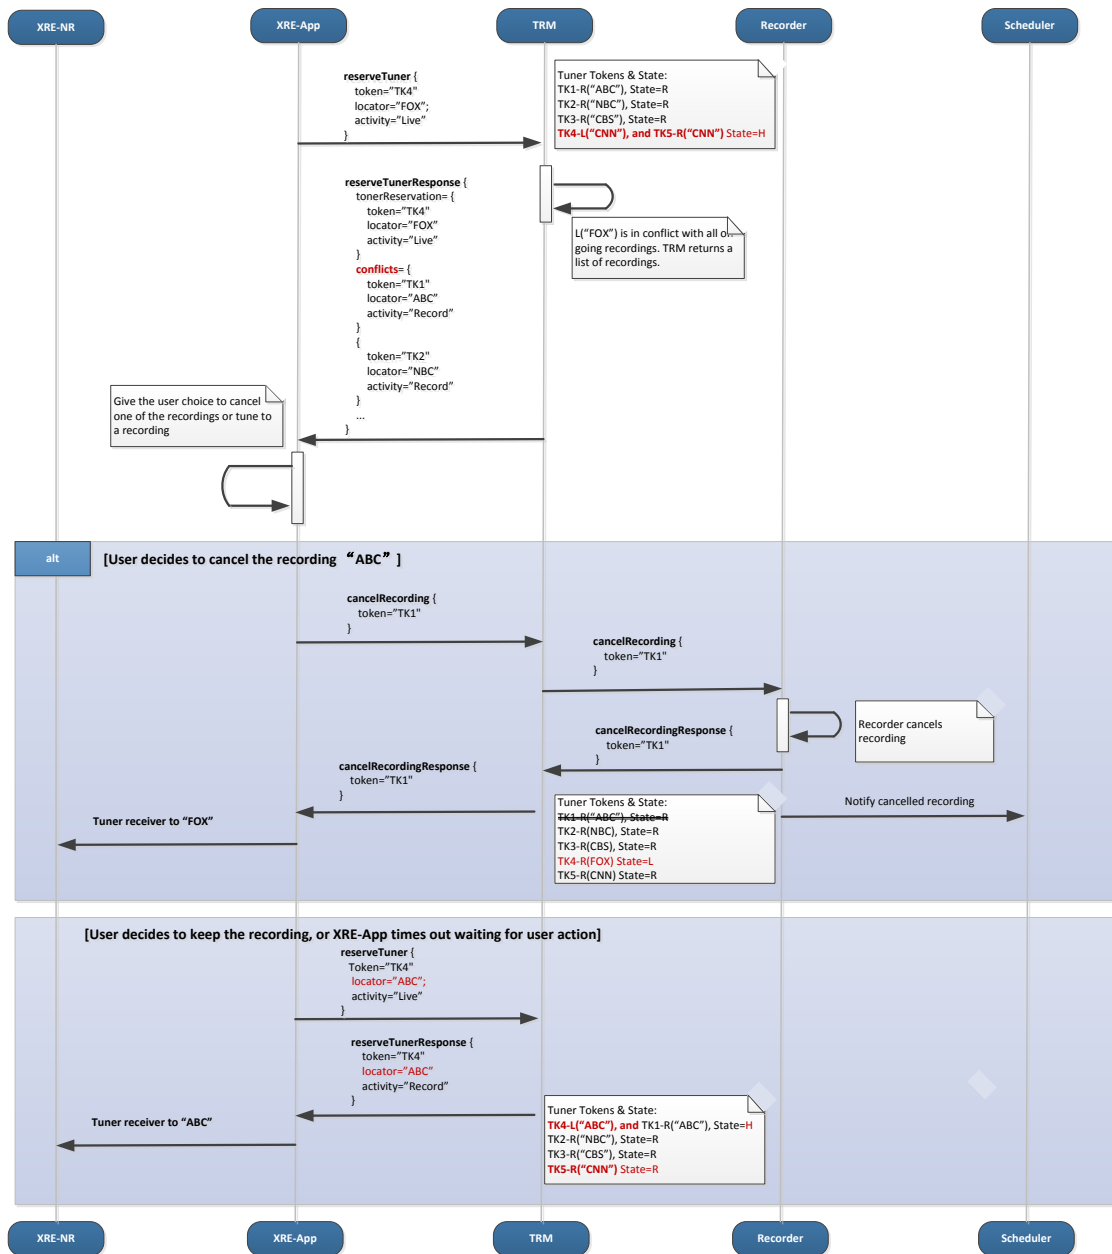 XRE-NR
XRE-App
TRM
Recorder
Scheduler
reserveTuner {
token="TK4"
locator="FOX";
activity="Live"
}
Tuner Tokens & State:
TK1-R("ABC"), State=R
TK2-R("NBC"), State=R
TK3-R("CBS"), State=R
TK4-L("CNN"), and TK5-R("CNN") State=H
reserveTunerResponse {
tonerReservation= {
token="TK4"
locator="FOX"
activity="Live"
}
conflicts= {
token="TK1"
locator="ABC"
activity="Record"
}
{
token="TK2"
locator="NBC"
activity="Record"
}
...
}
L("FOX") is in conflict with all on
going recordings. TRM returns a
list of recordings.
Give the user choice to cancel
one of the recordings or tune to
a recording
alt
[User decides to cancel the recording “ABC” ]
cancelRecording {
token="TK1"
}
cancelRecording {
token="TK1"
}
Recorder cancels
recording
cancelRecordingResponse {
token="TK1"
}
cancelRecordingResponse {
token="TK1"
}
Tuner Tokens & State:
TK1-R("ABC"), State=R
TK2-R(NBC), State=R
TK3-R(CBS), State=R
TK4-R(FOX) State=L
TK5-R(CNN) State=R
Notify cancelled recording
Tuner receiver to “FOX”
[User decides to keep the recording, or XRE-App times out waiting for user action]
reserveTuner {
Token="TK4"
locator="ABC";
activity="Live"
}
reserveTunerResponse {
token="TK4"
locator="ABC"
activity="Record"
}
Tuner receiver to “ABC”
Tuner Tokens & State:
TK4-L("ABC"), and TK1-R("ABC"), State=H
TK2-R("NBC"), State=R
TK3-R("CBS"), State=R
TK5-R("CNN") State=R
XRE-NR
XRE-App
TRM
Recorder
Scheduler